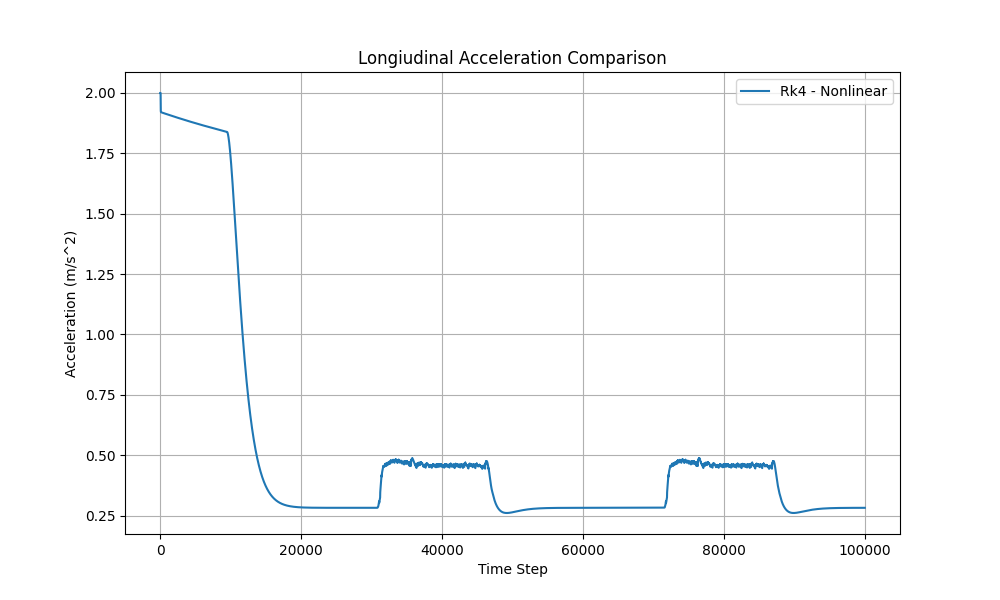 Longiudinal Acceleration Comparison
Rk4 - Nonlinear
Acceleration (m/s^2)
2.00
1.75
1.50
1.25
1.00
0.75
0.50
0.25
0 20000 40000 60000 80000 100000
Time Step